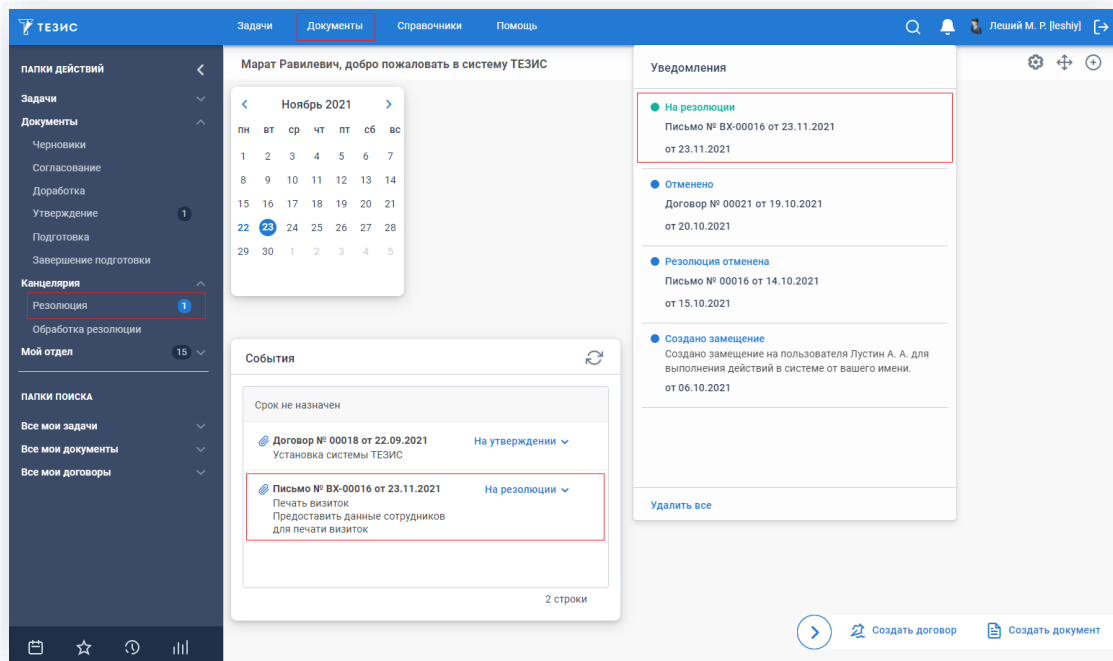 ТЕЗИС
Задачи
Документы
Справочники
Помощь
Леший М. Р. [leshiy]
ПАПКИ ДЕЙСТВИЙ
Задачи
Документы
Черновики
Согласование
Доработка
Утверждение 1
Подготовка
Завершение подготовки
Канцелярия
Резолюция 1
Обработка резолюции
Мой отдел 15
ПАПКИ ПОИСКА
Все мои задачи
Все мои документы
Все мои договоры
Марат Равилевич, добро пожаловать в систему ТЕЗИС
Ноябрь 2021
пн вт ср чт пт сб вс
1 2 3 4 5 6 7
8 9 10 11 12 13 14
15 16 17 18 19 20 21
22 23 24 25 26 27 28
29 30 1 2 3 4 5
События
Срок не назначен
Договор № 00018 от 22.09.2021 На утверждении
Установка системы ТЕЗИС
Письмо № ВХ-00016 от 23.11.2021 На резолюции
Печать визиток
Предоставить данные сотрудников
для печати визиток
2 строки
Уведомления
На резолюции
Письмо № ВХ-00016 от 23.11.2021
от 23.11.2021
Отменено
Договор № 00021 от 19.10.2021
от 20.10.2021
Резолюция отменена
Письмо № 00016 от 14.10.2021
от 15.10.2021
Создано замещение
Создано замещение на пользователя Лустин А. А. для
выполнения действий в системе от вашего имени.
от 06.10.2021
Удалить все
Создать договор
Создать документ